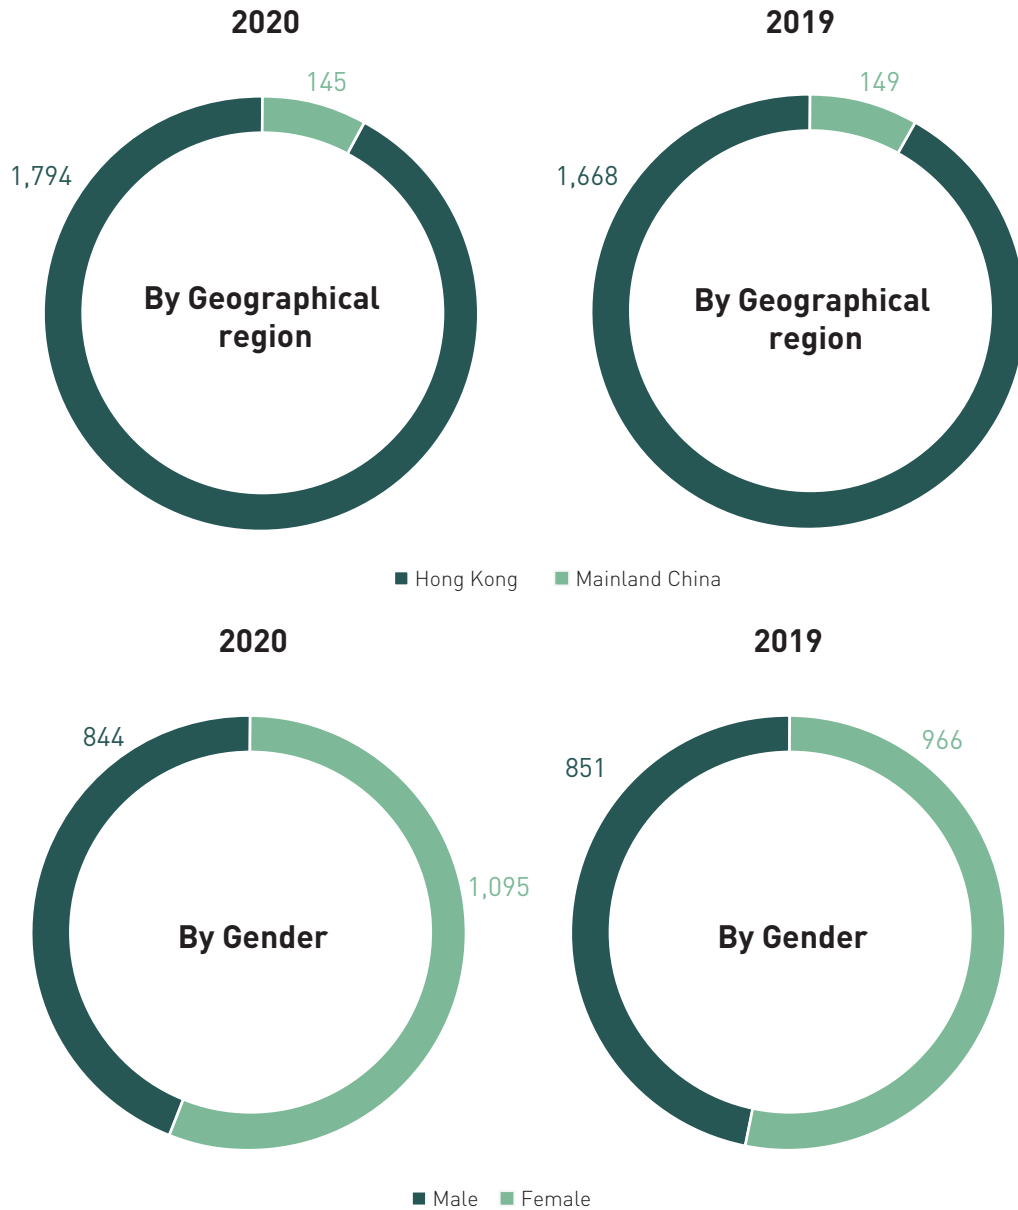 2020
2019
145
149
1,794
1,668
By Geographical
region
By Geographical
region
Hong Kong
Mainland China
2020
2019
844
966
851
1,095
By Gender
By Gender
Male
Female